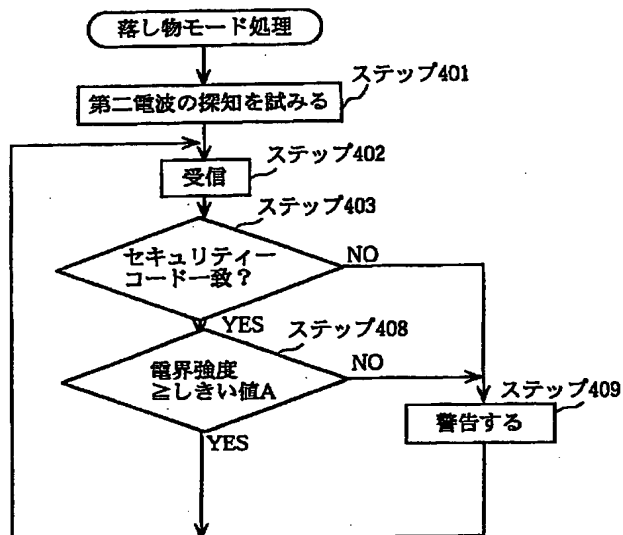 落し物モード処理
ステップ401
第二電波の探知を試みる
ステップ402
受信
ステップ403
セキュリティー
コード一致？
NO
YES
ステップ408
電界強度
≧しきい値A
NO
ステップ409
警告する
YES